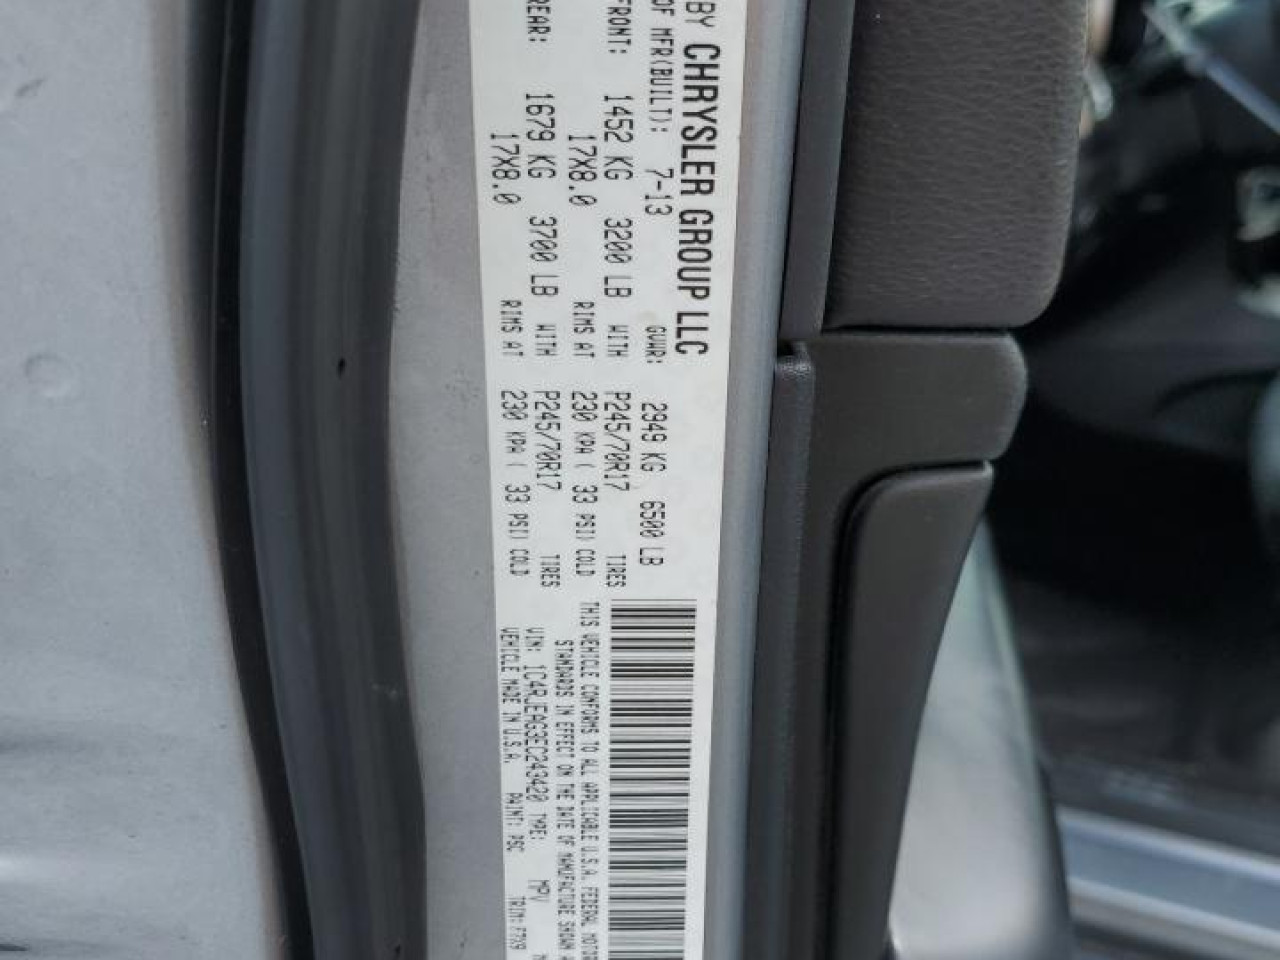 BY CHRYSLER GROUP LLC
OF MFR(BUILT): 7-13 GVWR: 2949 KG 6500 LB
FRONT: 1452 KG 3200 LB WITH P245/70R17 TIRES
17X8.0 RIMS AT 230 KPA ( 33 PSI) COLD
REAR: 1679 KG 3700 LB WITH P245/70R17 TIRES
17X8.0 RIMS AT 230 KPA ( 33 PSI) COLD
THIS VEHICLE CONFORMS TO ALL APPLICABLE U.S.A. FEDERAL MOTOR
STANDARDS IN EFFECT ON THE DATE OF MANUFACTURE SHOWN
VIN: 1C4RJEAG3EC249420 TYPE: MPV
VEHICLE MADE IN U.S.A PAINT: PSC TRIM: F7X9